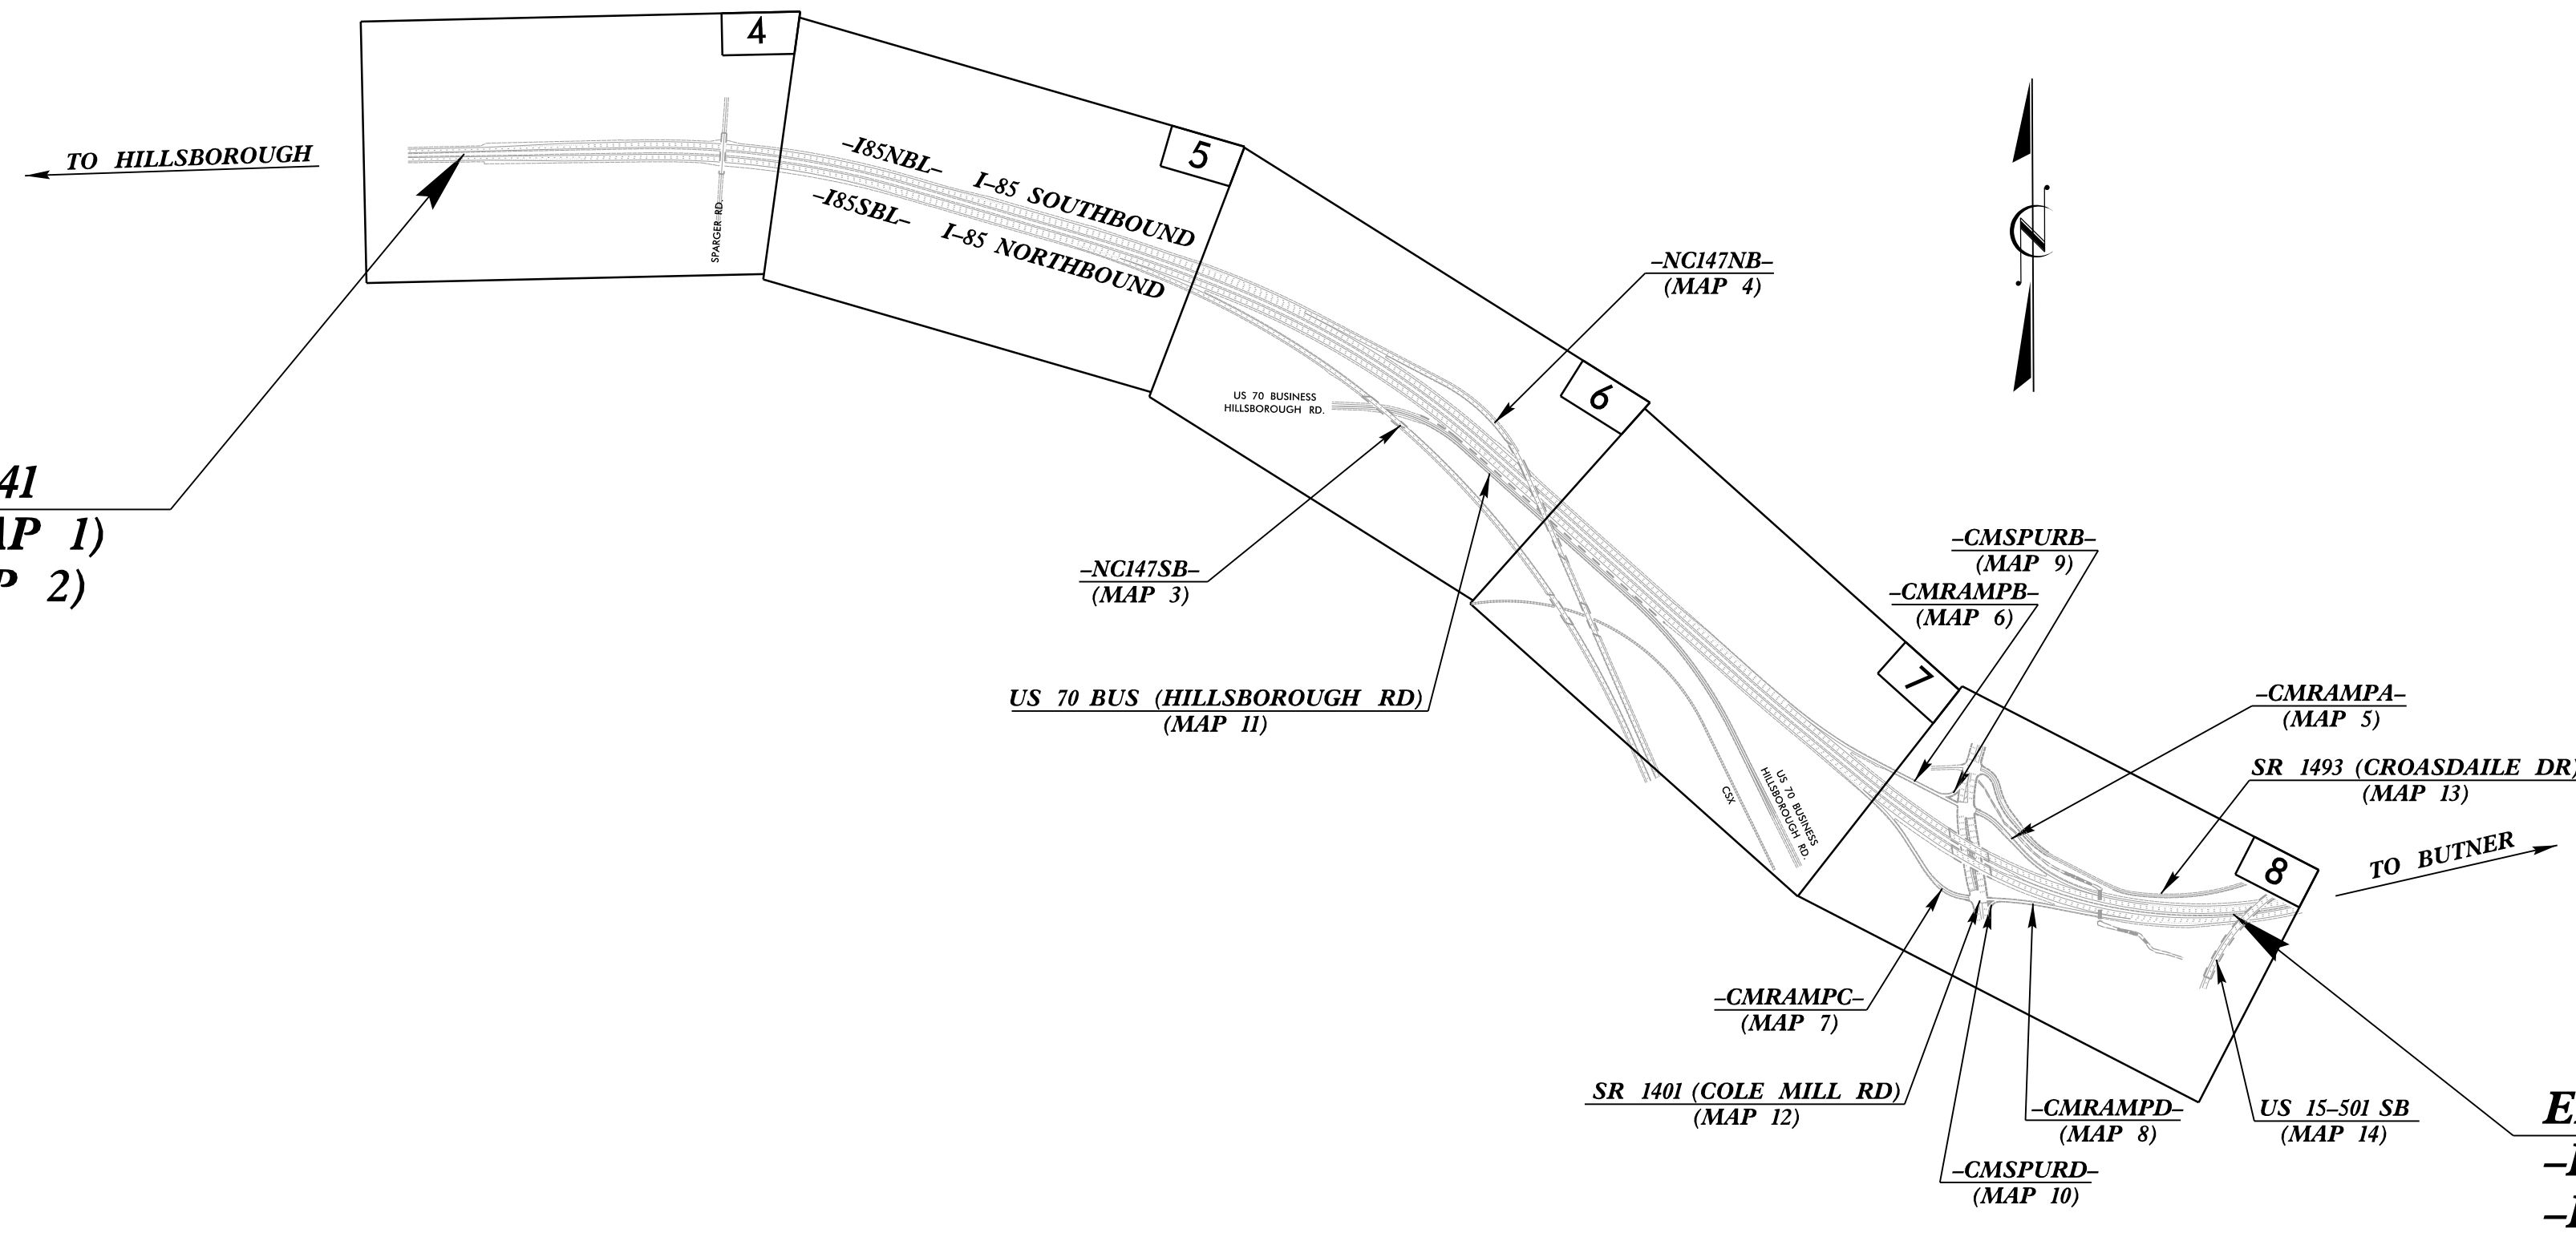 4
TO HILLSBOROUGH
SPARGER RD.
5
–I85NBL– I–85 SOUTHBOUND
–I85SBL– I–85 NORTHBOUND
–NC147NB–
(MAP 4)
N
US 70 BUSINESS
HILLSBOROUGH RD.
6
41
AP 1)
P 2)
–NC147SB–
(MAP 3)
–CMSPURB–
(MAP 9)
–CMRAMPB–
(MAP 6)
7
US 70 BUS (HILLSBOROUGH RD)
(MAP 11)
–CMRAMPA–
(MAP 5)
SR 1493 (CROASDAILE DR)
(MAP 13)
CSX
US 70 BUSINESS
HILLSBOROUGH RD.
8
TO BUTNER
–CMRAMPC–
(MAP 7)
SR 1401 (COLE MILL RD)
(MAP 12)
–CMRAMPD–
(MAP 8)
US 15–501 SB
(MAP 14)
–CMSPURD–
(MAP 10)